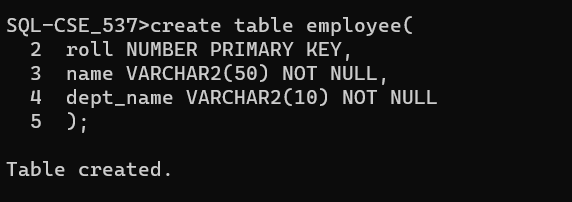 SQL-CSE_537>create table employee(
  2  roll NUMBER PRIMARY KEY,
  3  name VARCHAR2(50) NOT NULL,
  4  dept_name VARCHAR2(10) NOT NULL
  5  );
Table created.